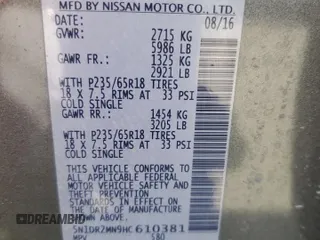 MFD BY NISSAN MOTOR CO., LTD.
DATE 08/16
GVWR: 2715 KG
5986 LB
GAWR FR.: 1325 KG
2921 LB
WITH P235/65R18 TIRES
18 X 7.5 RIMS AT 33 PSI
COLD SINGLE
GAWR RR.: 1454 KG
3205 LB
WITH P235/65R18 TIRES
18 X 7.5 RIMS AT 33 PSI
COLD SINGLE
THIS VEHICLE CONFORMS TO
ALL APPLICABLE FEDERAL
MOTOR VEHICLE SAFETY
STANDARDS IN EFFECT
ON THE DATE OF
MANUFACTURE SHOWN ABOVE.
5N1DR2MN9HC610381
MPV 580
DREAMBID